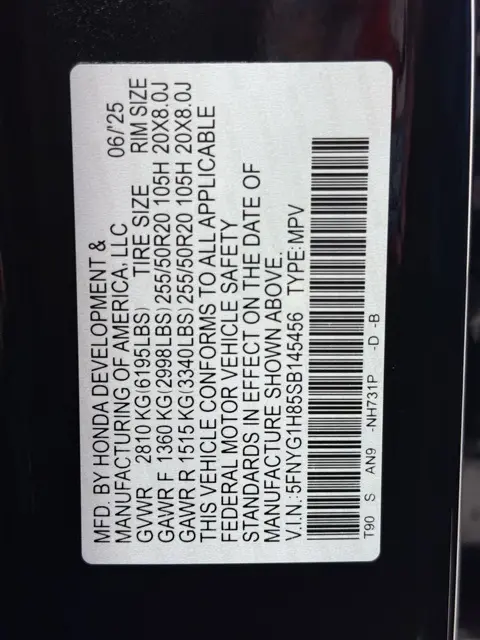 MFD. BY HONDA DEVELOPMENT &
MANUFACTURING OF AMERICA, LLC 06/'25
GVWR 2810 KG(6195LBS) TIRE SIZE RIM SIZE
GAWR F 1360 KG(2998LBS)255/50R20 105H 20X8.0J
GAWR R 1515 KG(3340LBS)255/50R20 105H 20X8.0J
THIS VEHICLE CONFORMS TO ALL APPLICABLE
FEDERAL MOTOR VEHICLE SAFETY
STANDARDS IN EFFECT ON THE DATE OF
MANUFACTURE SHOWN ABOVE.
V.I.N.:5FNYG1H85SB145456 TYPE:MPV
T90 S AN9 -NH731P -D -B